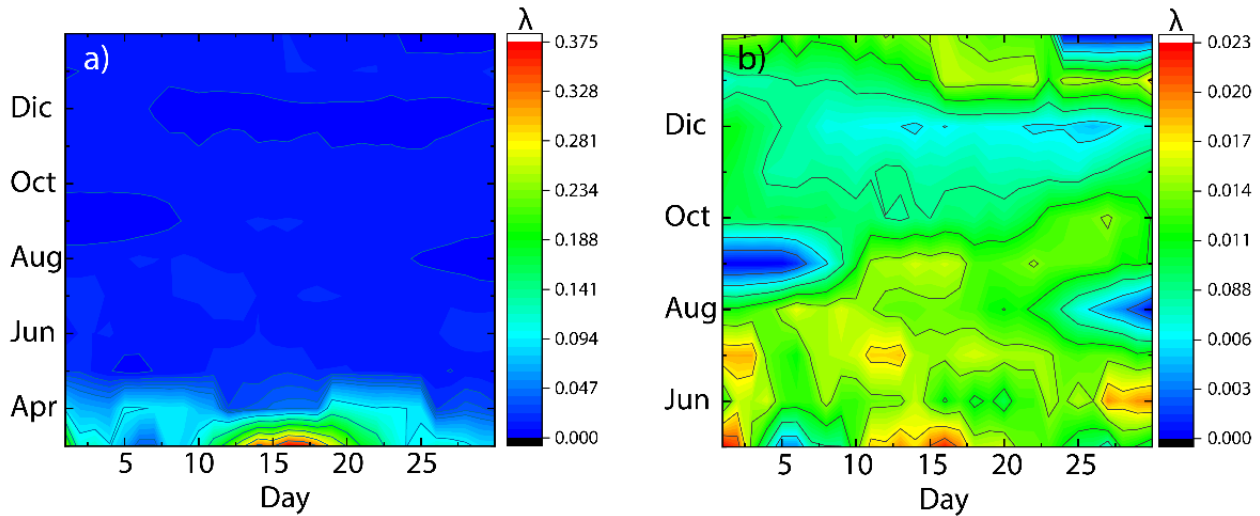 a)
λ
0.375
0.328
0.281
0.234
0.188
0.141
0.094
0.047
0.000
Dic
Oct
Aug
Jun
Apr
5 10 15 20 25
Day
b)
λ
0.023
0.020
0.017
0.014
0.011
0.0088
0.006
0.003
0.000
Dic
Oct
Aug
Jun
5 10 15 20 25
Day